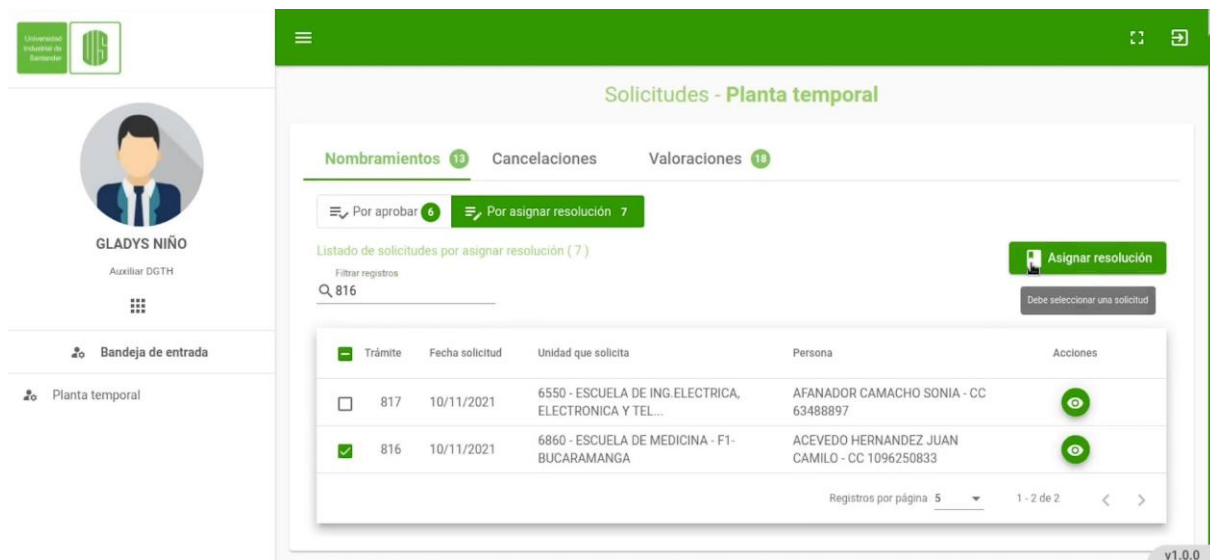 Universidad
Industrial de
Santander
UIS
GLADYS NIÑO
Auxiliar DGTH
Bandeja de entrada
Planta temporal
Solicitudes - Planta temporal
Nombramientos 13 Cancelaciones Valoraciones 18
Por aprobar 6 Por asignar resolución 7
Listado de solicitudes por asignar resolución ( 7 )
Asignar resolución
Filtrar registros
816
Debe seleccionar una solicitud
Trámite Fecha solicitud Unidad que solicita Persona Acciones
817 10/11/2021 6550 - ESCUELA DE ING.ELECTRICA, AFANADOR CAMACHO SONIA - CC
ELECTRONICA Y TEL... 63488897
816 10/11/2021 6860 - ESCUELA DE MEDICINA - F1- ACEVEDO HERNANDEZ JUAN
BUCARAMANGA CAMILO - CC 1096250833
Registros por página 5 1 - 2 de 2
v1.0.0